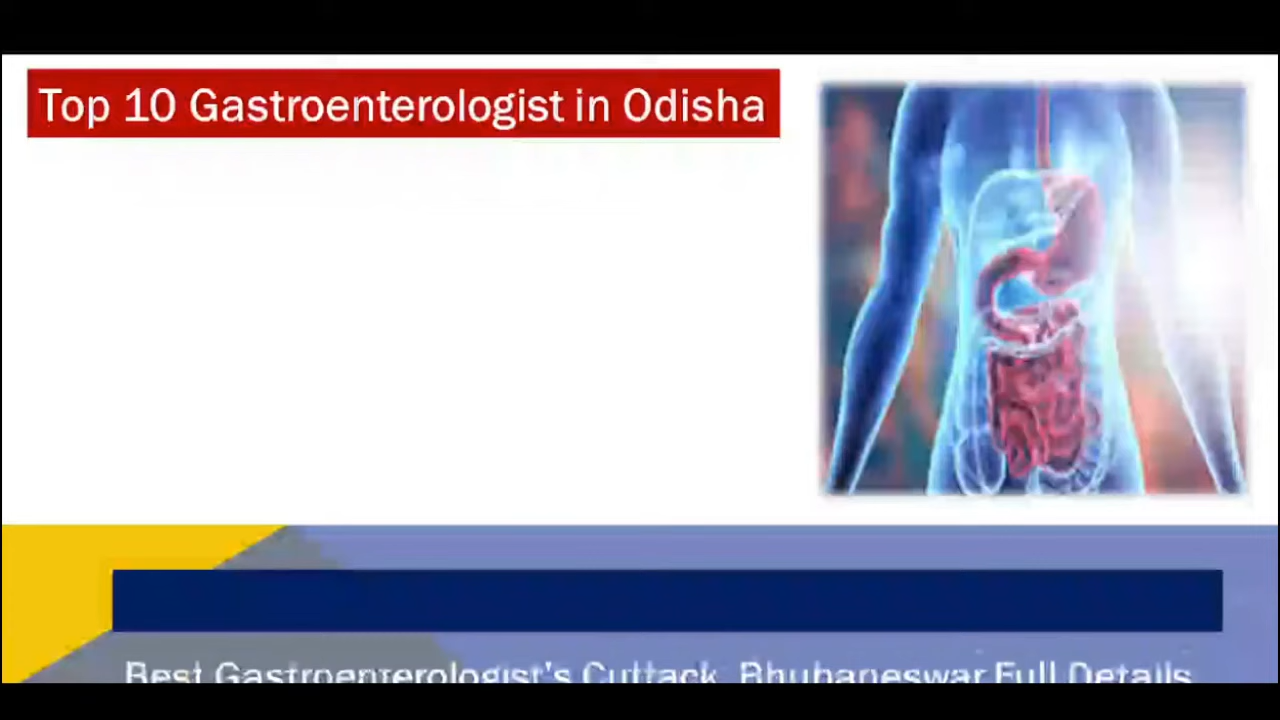 Top 10 Gastroenterologist in Odisha
Best Gastroenterologist's Cuttack, Bhubaneswar Full Details